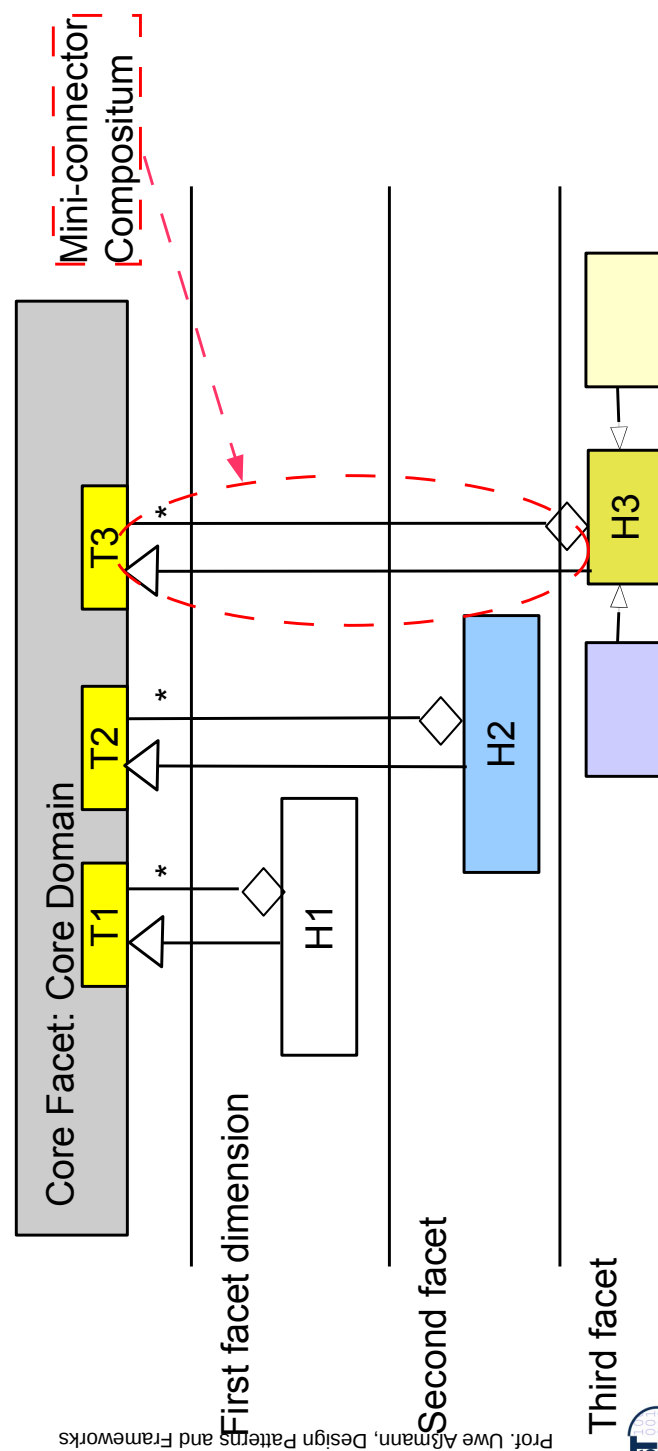 Mini-connector
Compositum
Core Facet: Core Domain
T1
T2
T3
*
*
*
First facet dimension
H1
Second facet
H2
Third facet
H3
Prof. Uwe Aßmann, Design Patterns and Frameworks